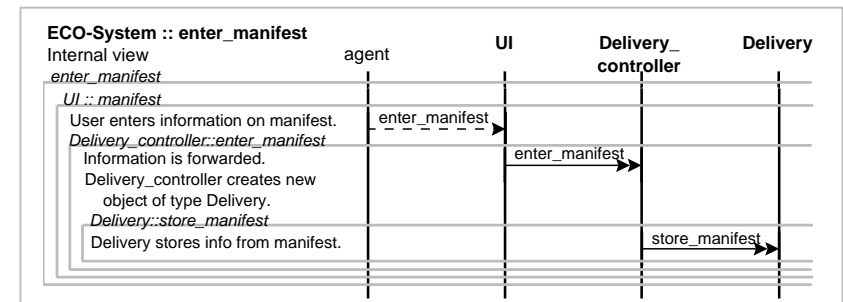 ECO-System :: enter_manifest
Internal view
agent
UI
Delivery_
controller
Delivery
enter_manifest
UI :: manifest
User enters information on manifest.
enter_manifest
Delivery_controller::enter_manifest
Information is forwarded.
enter_manifest
Delivery_controller creates new
object of type Delivery.
Delivery::store_manifest
Delivery stores info from manifest.
store_manifest